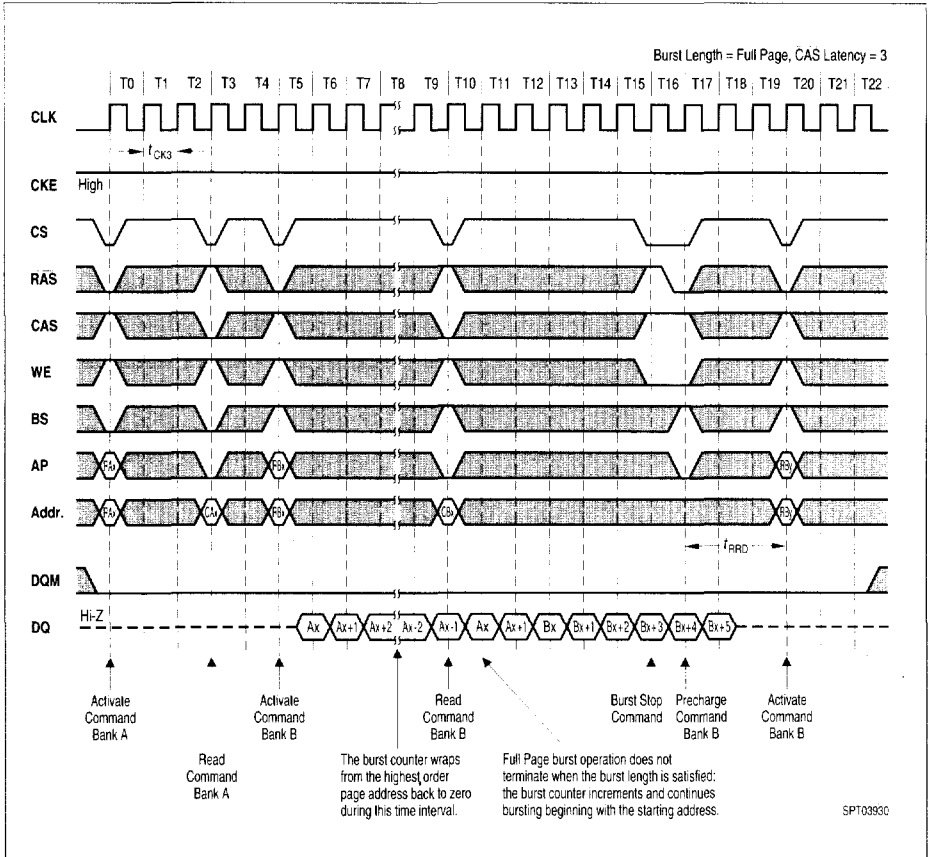 Burst Length = Full Page, CAS Latency = 3
T0 T1 T2 T3 T4 T5 T6 T7 T8 T9 T10 T11 T12 T13 T14 T15 T16 T17 T18 T19 T20 T21 T22
CLK
tCK3
CKE High
CS
RAS
CAS
WE
BS
AP RAx RBx RBy
Addr. RAx CAx RBx CBx RBy
tRRD
DQM
DQ Hi-Z Ax Ax+1 Ax+2 Ax-2 Ax-1 Ax Ax+1 Bx Bx+1 Bx+2 Bx+3 Bx+4 Bx+5
Activate Command Bank A
Read Command Bank A
Activate Command Bank B
The burst counter wraps
from the highest order
page address back to zero
during this time interval.
Read Command Bank B
Full Page burst operation does not
terminate when the burst length is satisfied;
the burst counter increments and continues
bursting beginning with the starting address.
Burst Stop Command
Precharge Command Bank B
Activate Command Bank B
SPT03930